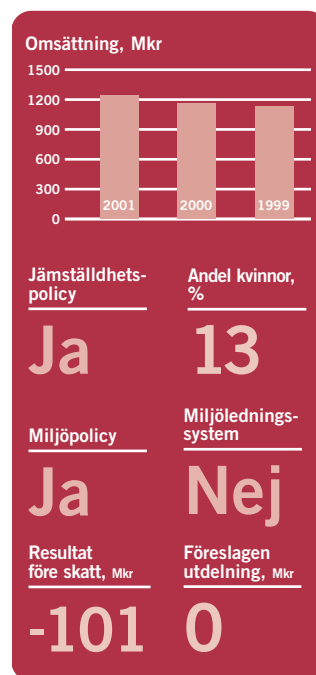 Omsättning, Mkr
1500
1200
900
600
300
0
2001
2000
1999
Jämställdhets-
policy
Ja
Andel kvinnor,
%
13
Miljöpolicy
Ja
Miljölednings-
system
Nej
Resultat
före skatt, Mkr
-101
Föreslagen
utdelning, Mkr
0